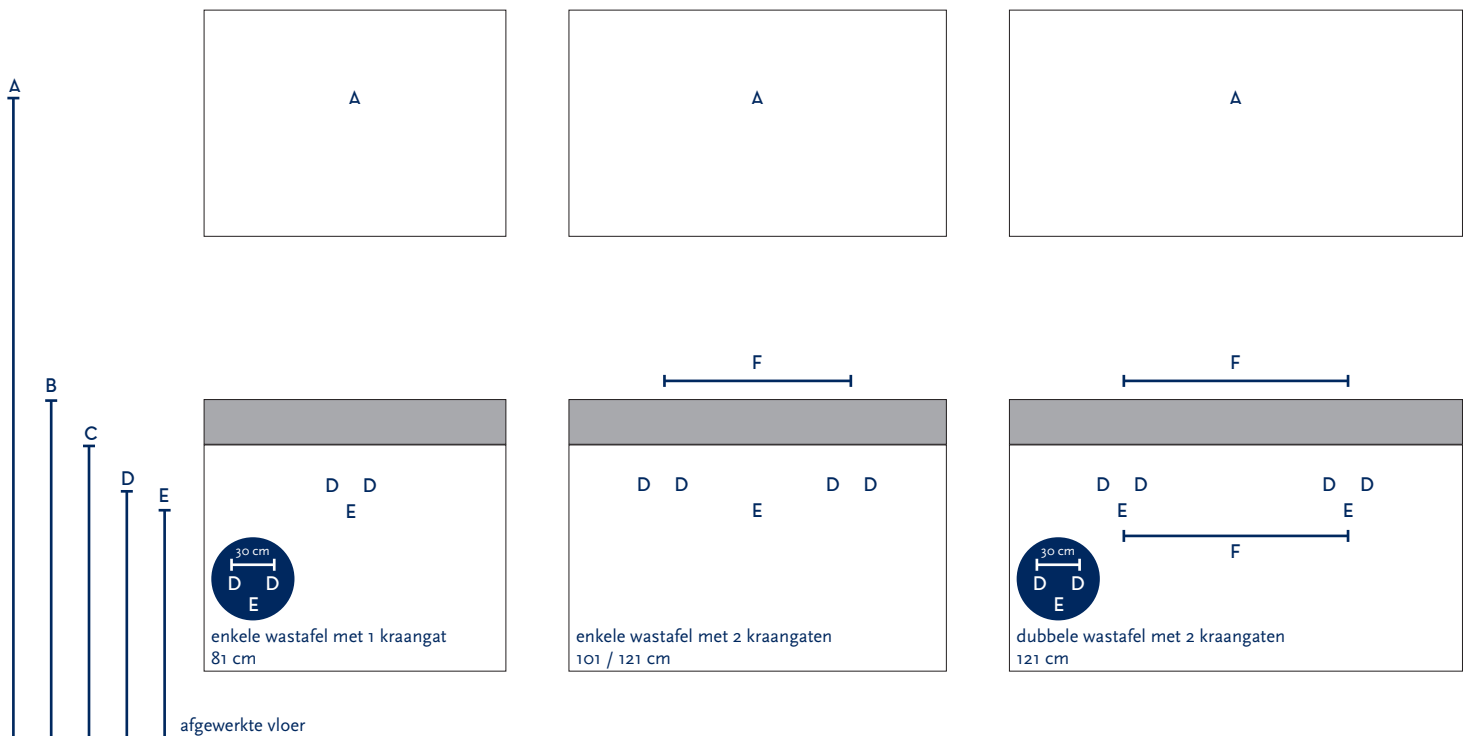 A
A
A
A
B
F
F
C
D
E
D D
E
D D
D D
E
D D
D D
E
E
F
30 cm
D D
E
30 cm
D D
E
enkele wastafel met 1 kraangat
81 cm
enkele wastafel met 2 kraangaten
101 / 121 cm
dubbele wastafel met 2 kraangaten
121 cm
afgewerkte vloer